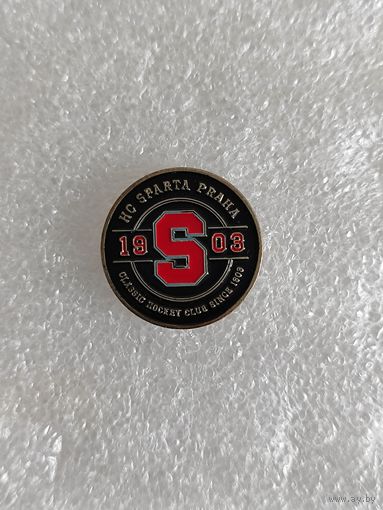 HC SPARTA PRAHA
19 S 03
CLASSIC HOCKEY CLUB SINCE 1903
www.ay.by